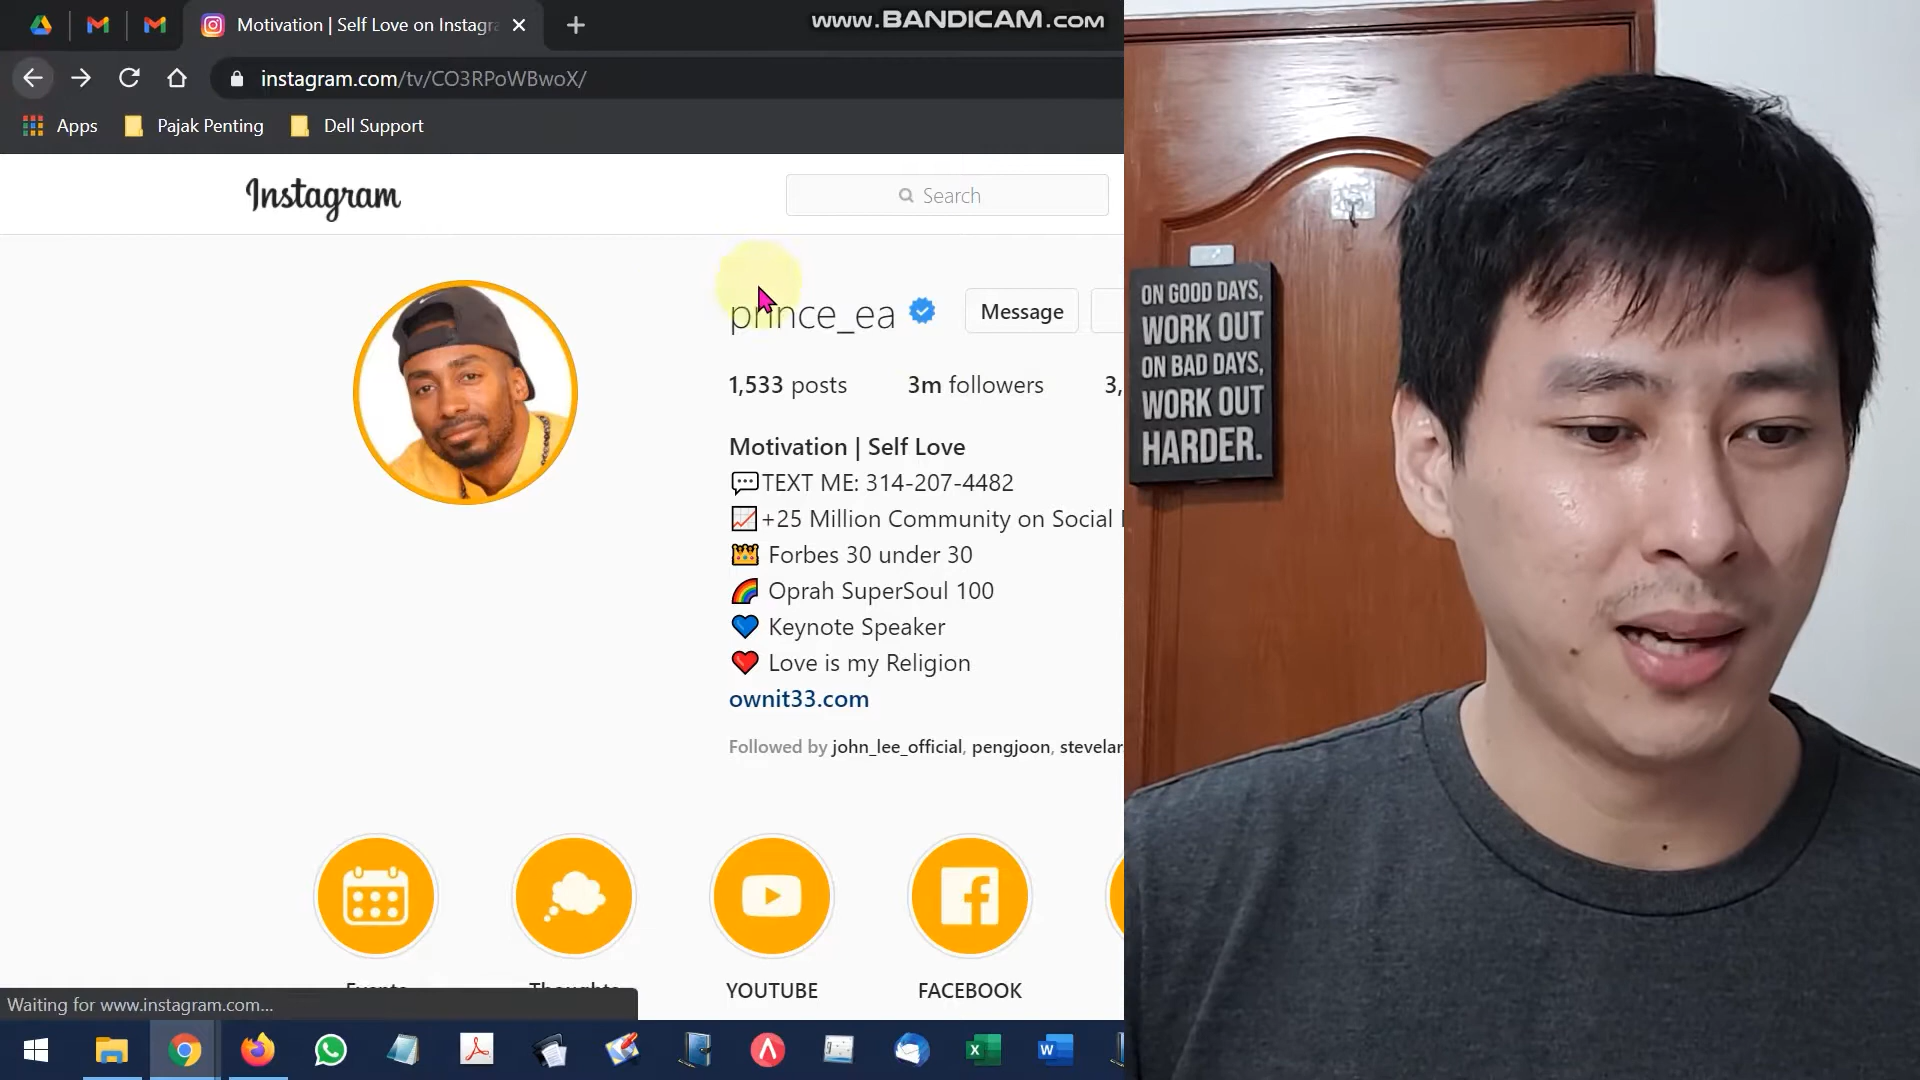 Motivation | Self Love on Instagr
www.BANDICAM.com
instagram.com/tv/CO3RPoWBwoX/
Apps
Pajak Penting
Dell Support
Instagram
Search
prince_ea
Message
1,533 posts
3m followers
3,
Motivation | Self Love
TEXT ME: 314-207-4482
+25 Million Community on Social
Forbes 30 under 30
Oprah SuperSoul 100
Keynote Speaker
Love is my Religion
ownit33.com
Followed by john_lee_official, pengjoon, stevelar
Events
Thoughts
YOUTUBE
FACEBOOK
Waiting for www.instagram.com...
ON GOOD DAYS,
WORK OUT
ON BAD DAYS,
WORK OUT
HARDER.